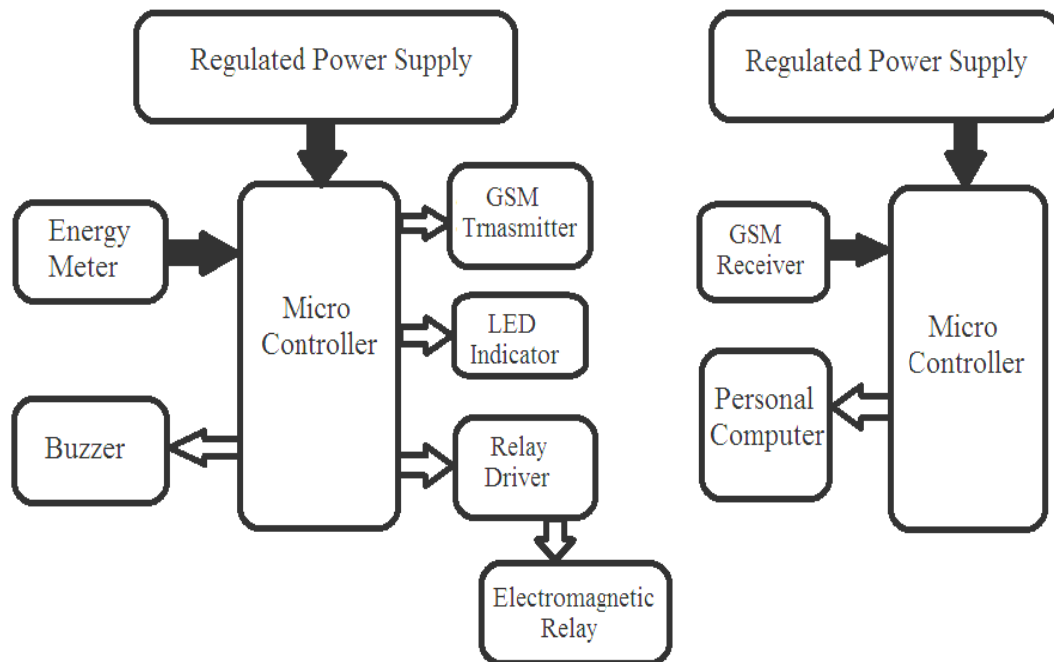 Regulated Power Supply
Energy
Meter
Micro
Controller
GSM
Trnasmitter
LED
Indicator
Buzzer
Relay
Driver
Electromagnetic
Relay
Regulated Power Supply
GSM
Receiver
Micro
Controller
Personal
Computer